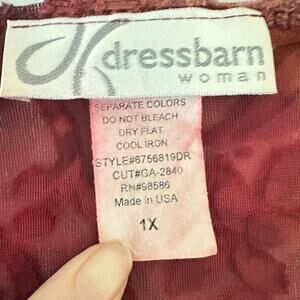 dressbarn
woman
SEPARATE COLORS
DO NOT BLEACH
DRY FLAT
COOL IRON
STYLE#6756819DR
CUT#GA-2840
RN#98586
Made In USA
1X